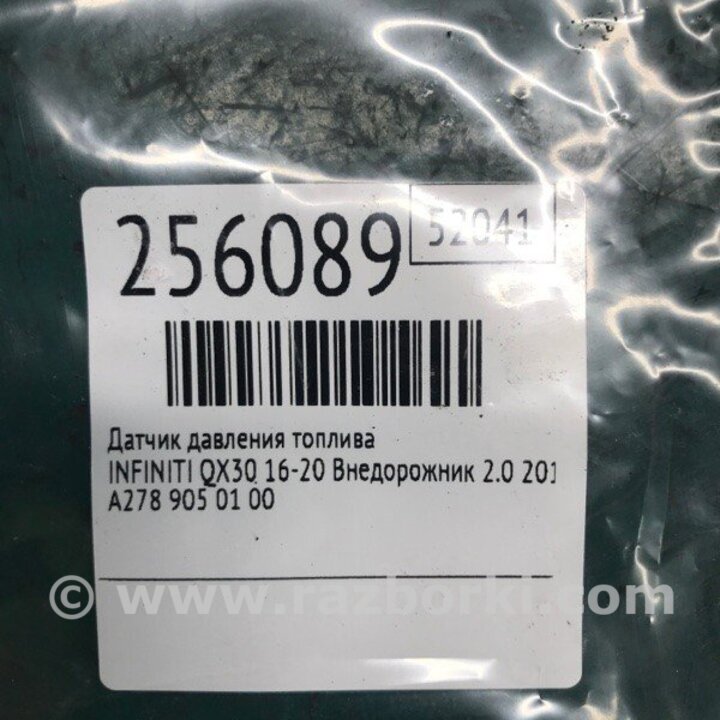 256089
52041
Датчик давления топлива
INFINITI QX30 16-20 Внедорожник 2.0 201
A278 905 01 00
© www.razborki.com